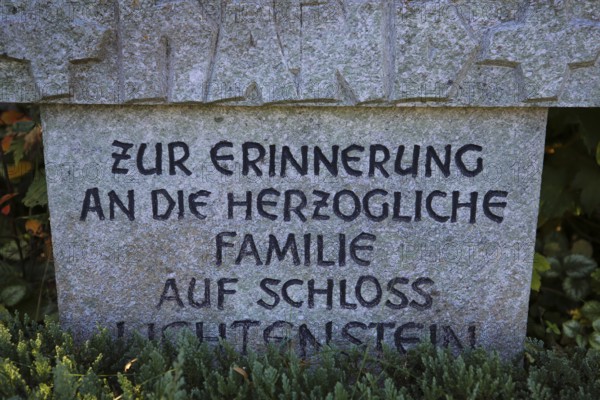 ZUR ERINNERUNG
AN DIE HERZOGLICHE
FAMILIE
AUF SCHLOSS
LICHTENSTEIN